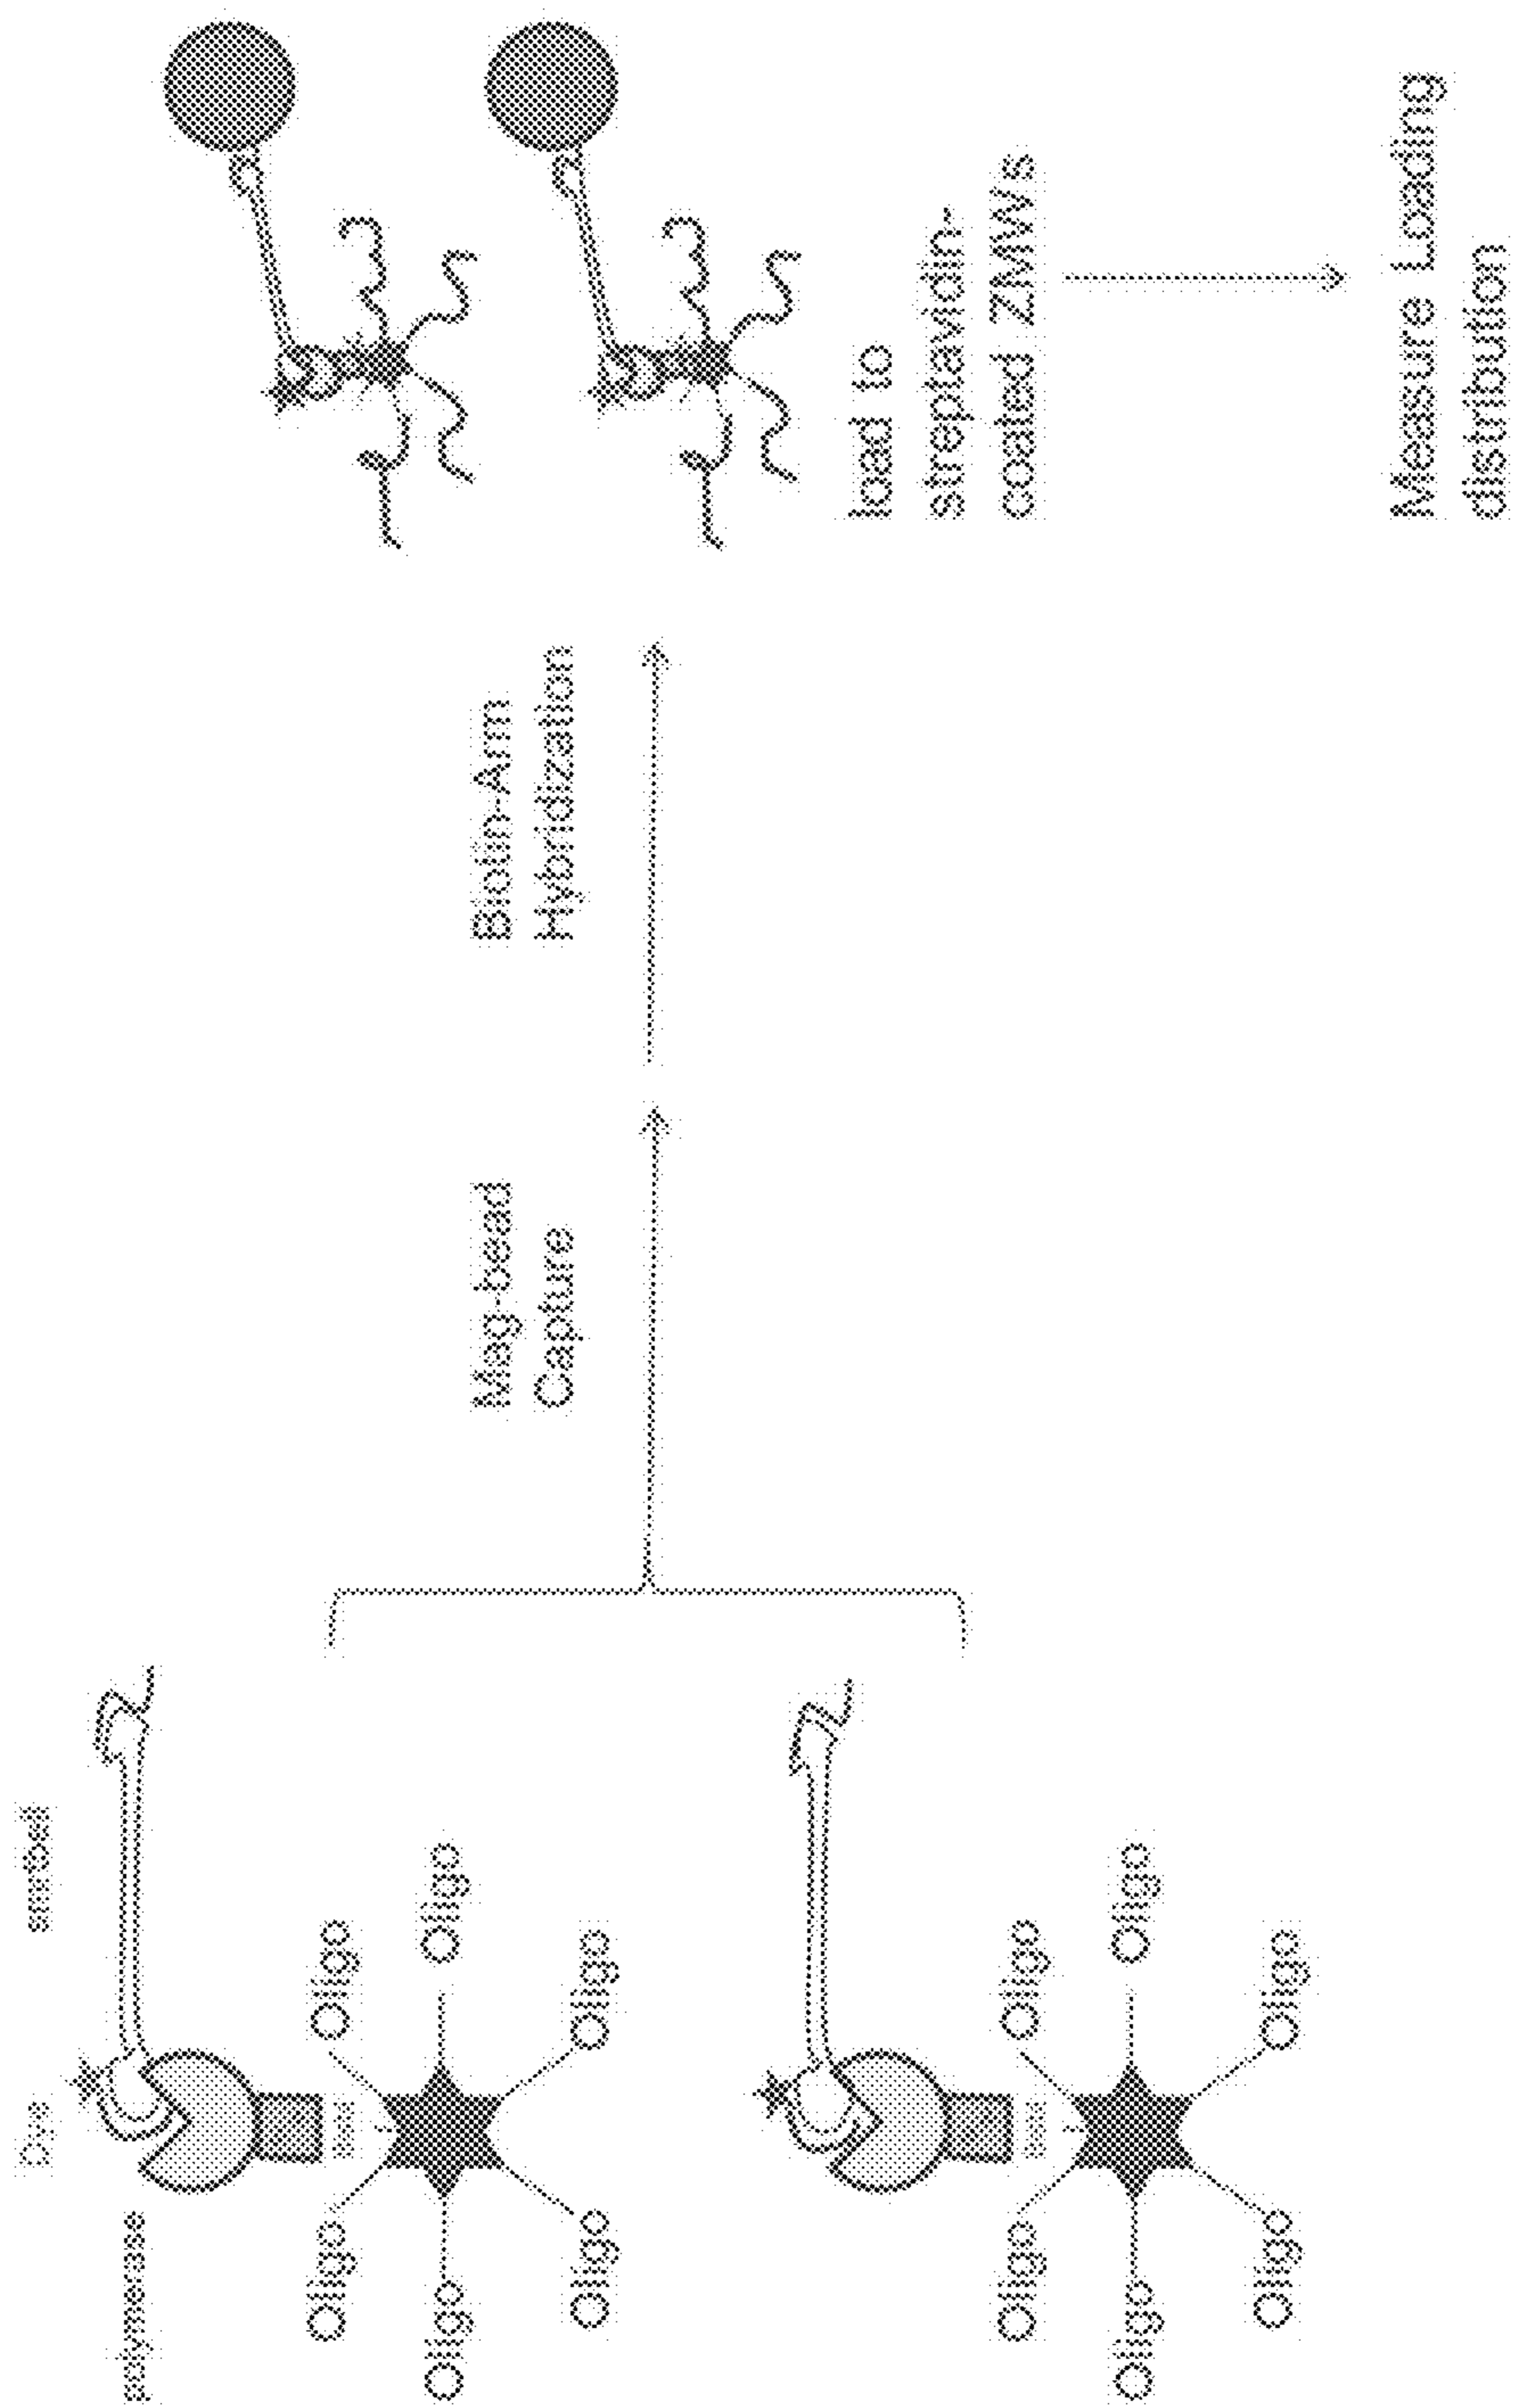 Dye
smrtbel
polymerase
Oligo
Oligo
Oligo
Oligo
Oligo
Oligo
Oligo
Oligo
Oligo
Oligo
Oligo
Oligo
Mag-bead
Capture
Biotin-Arm
Hybridization
load to
streptavidin-
coated ZMWs
Measure Loading
distribution